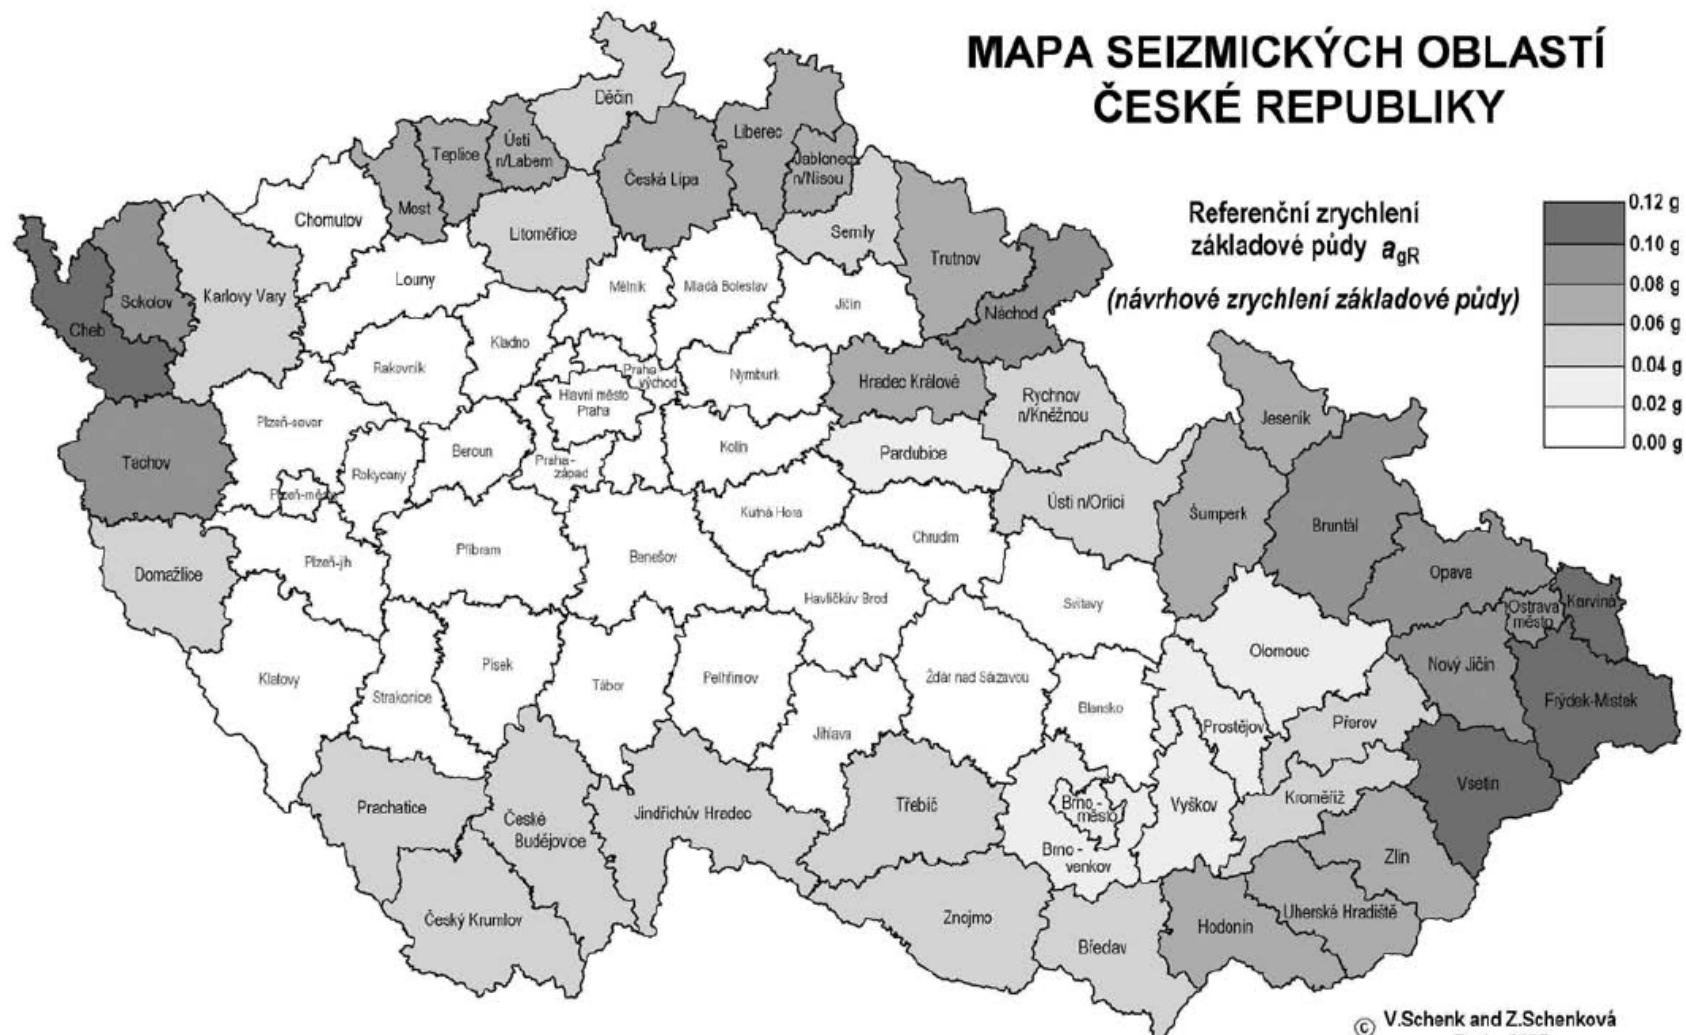 MAPA SEIZMICKÝCH OBLASTÍ
ČESKÉ REPUBLIKY
Referenční zrychlení
základové půdy agR
(návrhové zrychlení základové půdy)
0.12 g
0.10 g
0.08 g
0.06 g
0.04 g
0.02 g
0.00 g
Děčín
Ústí
n/Labem
Teplice
Most
Chomutov
Česká Lípa
Liberec
Jablonec
n/Nisou
Semily
Trutnov
Náchod
Litoměřice
Louny
Karlovy Vary
Sokolov
Cheb
Mělník
Mladá Boleslav
Jičín
Kladno
Rakovník
Praha
východ
Hlavní město
Praha
Nymburk
Hradec Králové
Rychnov
n/Kněžnou
Jeseník
Plzeň-sever
Tachov
Rokycany
Beroun
Praha-
západ
Kolín
Pardubice
Ústí n/Orlicí
Šumperk
Bruntál
Plzeň-město
Kutná Hora
Chrudim
Domažlice
Plzeň-jih
Příbram
Benešov
Havlíčkův Brod
Svitavy
Opava
Ostrava
město
Karviná
Klatovy
Strakonice
Písek
Tábor
Pelhřimov
Žďár nad Sázavou
Olomouc
Nový Jičín
Frýdek-Místek
Jihlava
Blansko
Prostějov
Přerov
Vsetín
Prachatice
České
Budějovice
Jindřichův Hradec
Třebíč
Brno -
město
Vyškov
Kroměříž
Brno -
venkov
Zlín
Český Krumlov
Znojmo
Břeclav
Hodonín
Uherské Hradiště
© V.Schenk and Z.Schenková